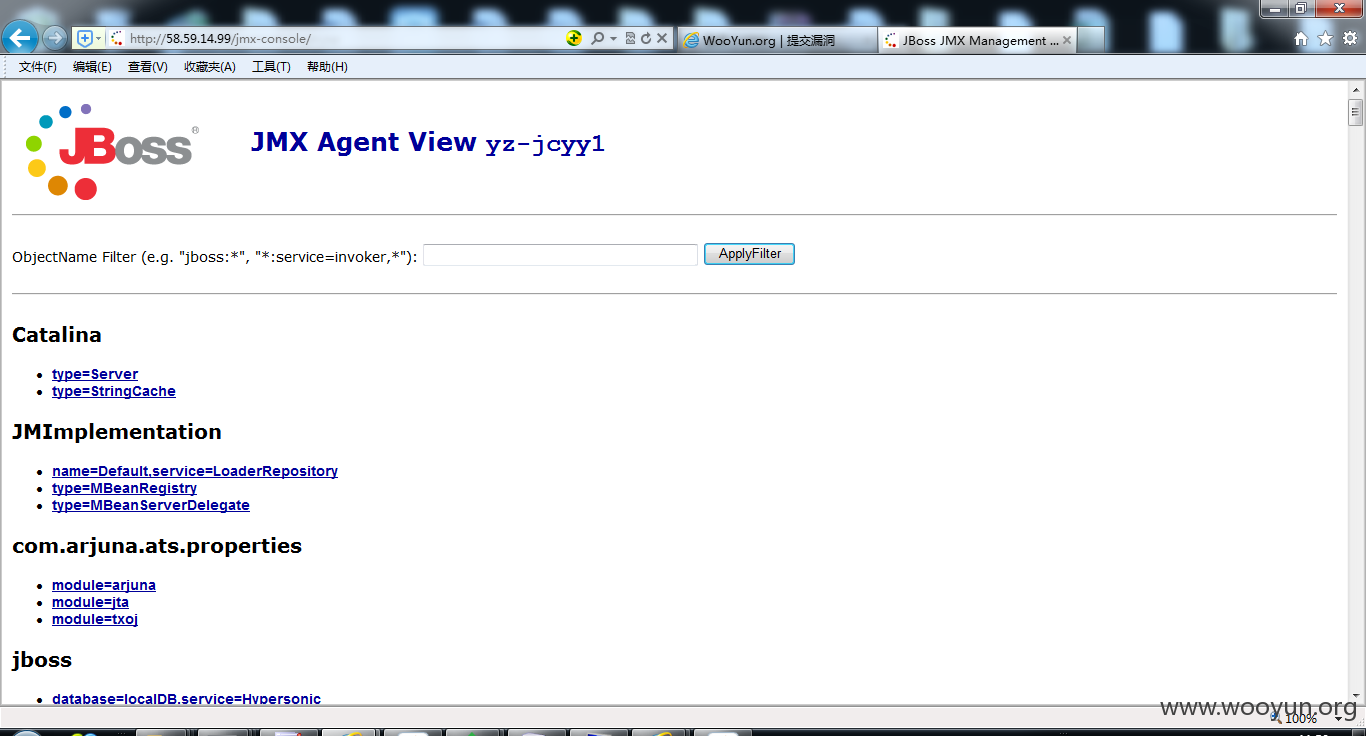 http://58.59.14.99/jmx-console/
WooYun.org | 提交漏洞
JBoss JMX Management ...
文件(F) 编辑(E) 查看(V) 收藏夹(A) 工具(T) 帮助(H)
JBoss®
JMX Agent View yz-jcyy1
ObjectName Filter (e.g. "jboss:*", "*:service=invoker,*"): ApplyFilter
Catalina
type=Server
type=StringCache
JMImplementation
name=Default,service=LoaderRepository
type=MBeanRegistry
type=MBeanServerDelegate
com.arjuna.ats.properties
module=arjuna
module=jta
module=txoj
jboss
database=localDB,service=Hypersonic
www.wooyun.org
100%